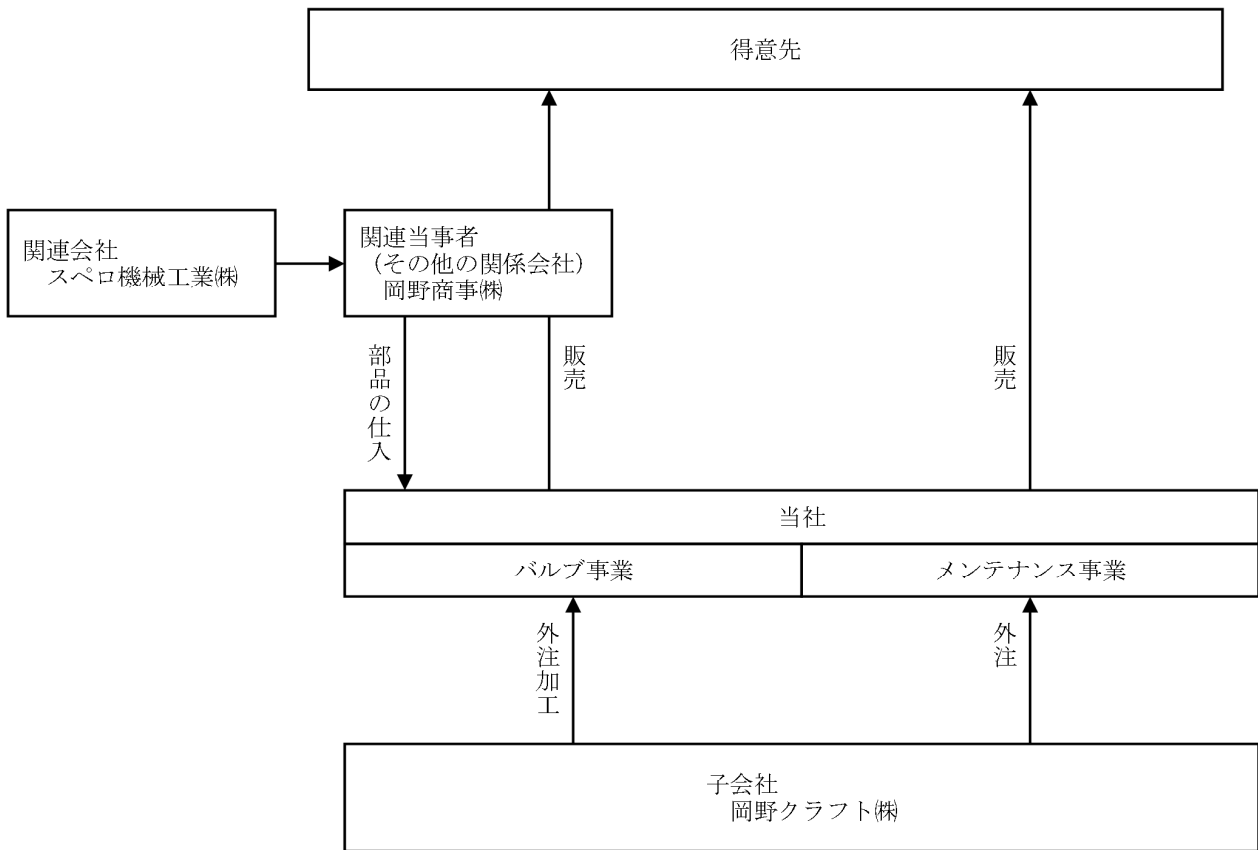 得意先
関連会社
スペロ機械工業㈱
関連当事者
(その他の関係会社)
岡野商事㈱
部品の仕入
販売
販売
当社
バルブ事業
メンテナンス事業
外注加工
外注
子会社
岡野クラフト㈱